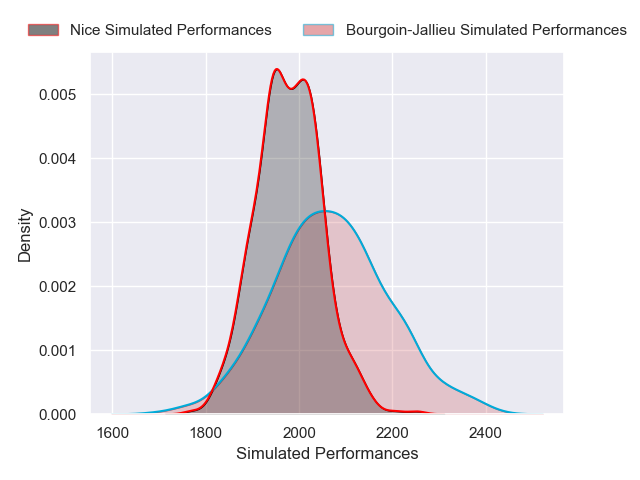 Nice Simulated Performances Bourgoin-Jallieu Simulated Performances
0.005
0.004
0.003
0.002
0.001
0.000
Density
1600 1800 2000 2200 2400
Simulated Performances